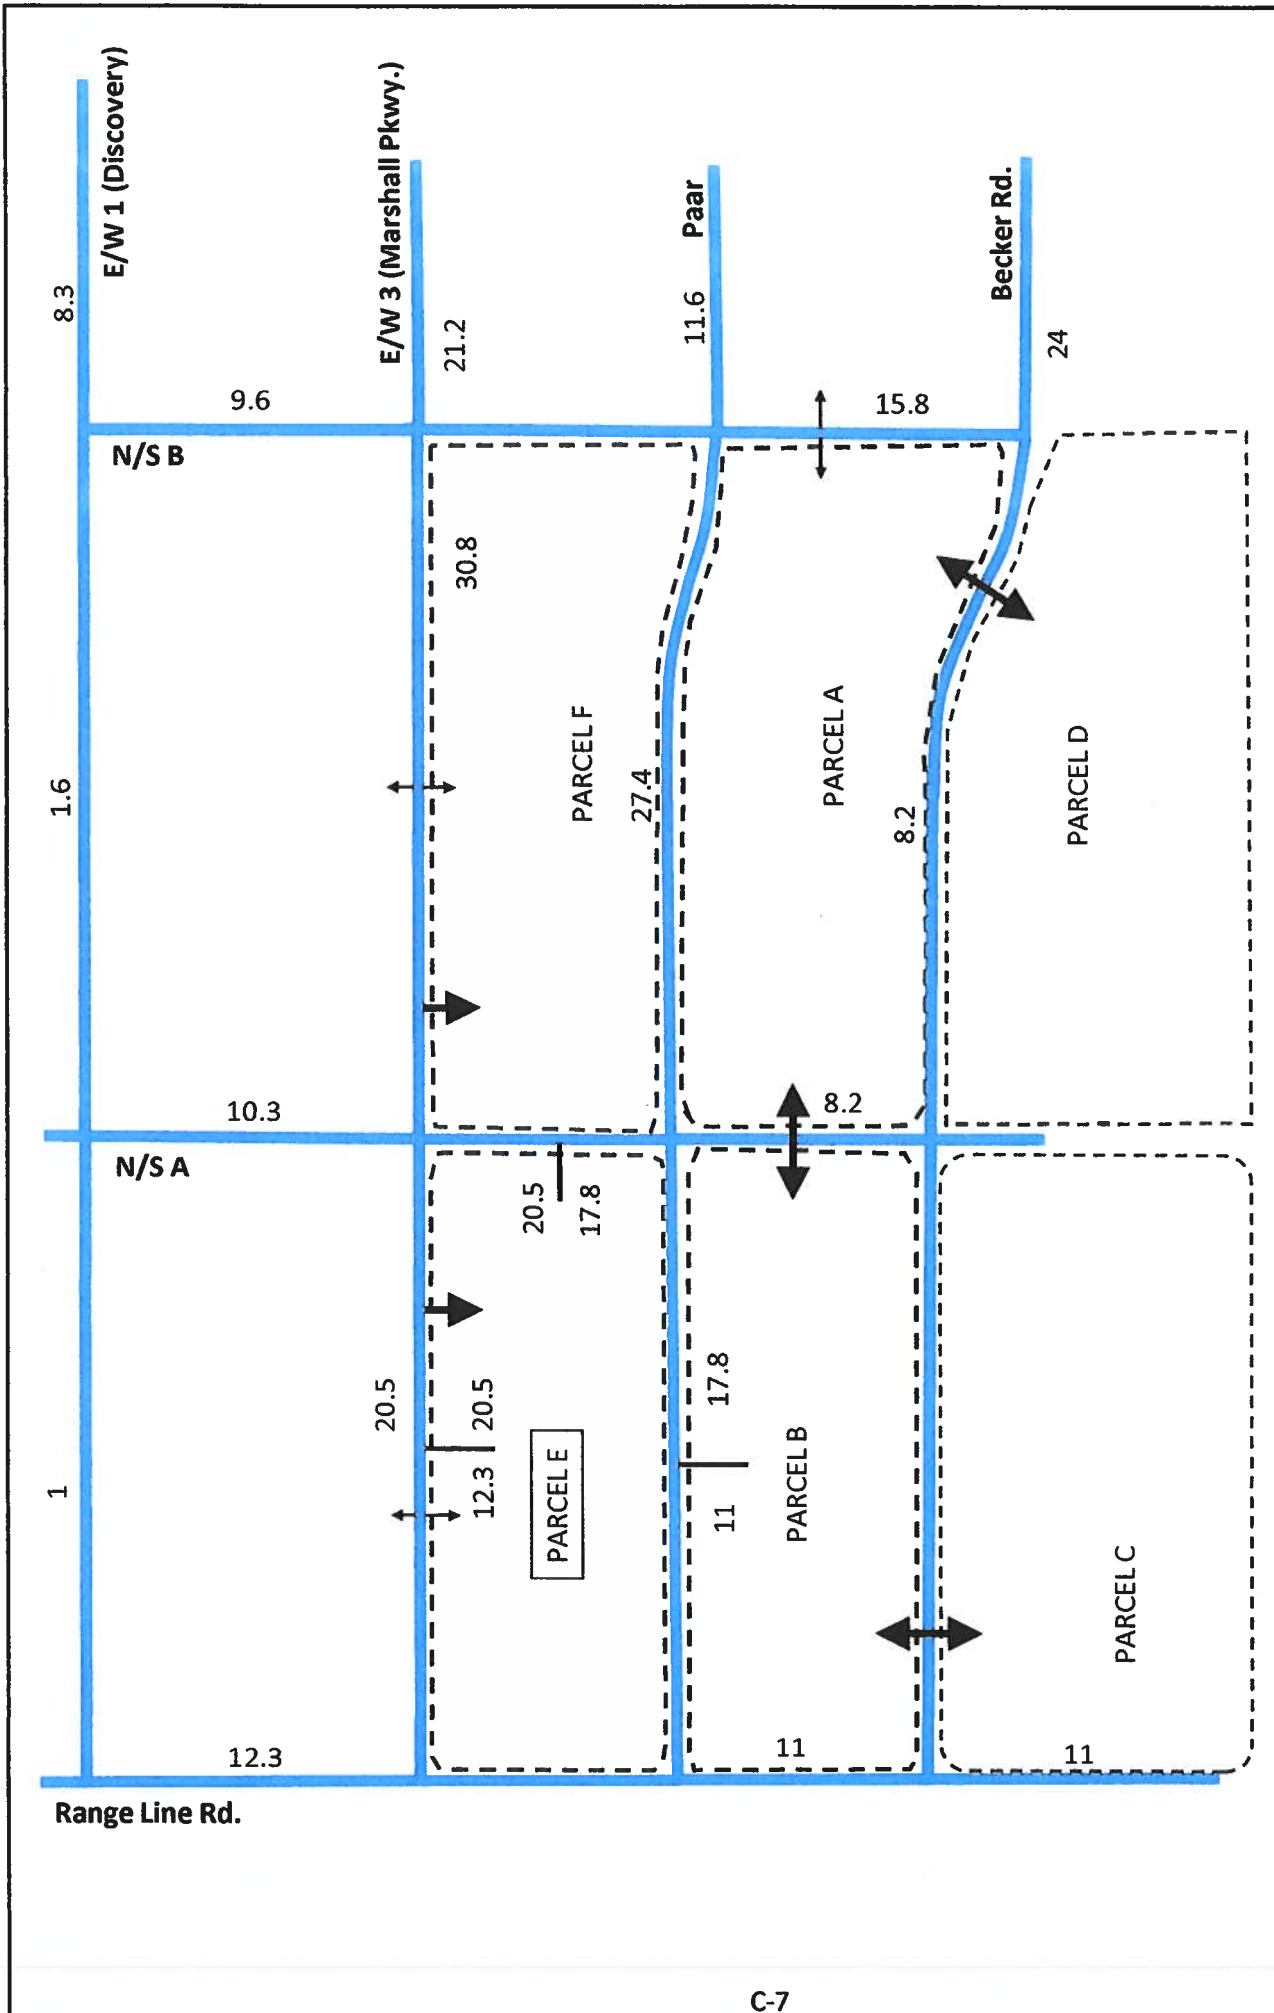 E/W 1 (Discovery)
E/W 3 (Marshall Pkwy.)
Paar
Becker Rd.
8.3
21.2
11.6
24
9.6
15.8
N/S B
30.8
1.6
PARCEL F
27.4
PARCEL A
8.2
PARCEL D
10.3
8.2
N/S A
20.5
17.8
20.5
20.5
12.3
17.8
11
1
PARCEL E
PARCEL B
PARCEL C
12.3
11
11
Range Line Rd.
C-7